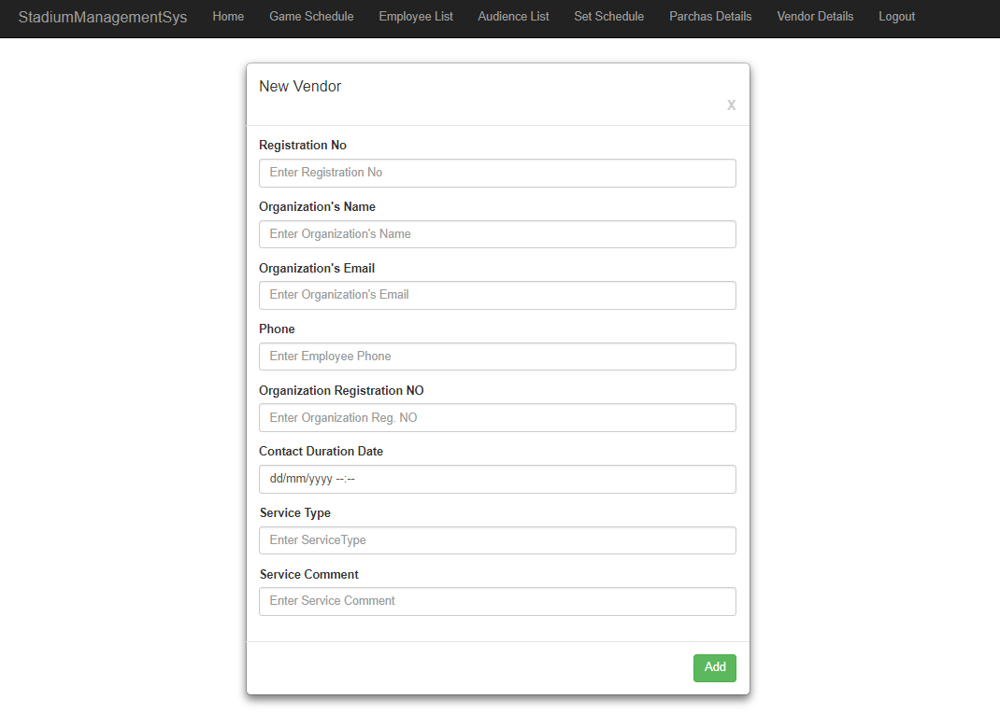 StadiumManagementSys Home Game Schedule Employee List Audience List Set Schedule Parchas Details Vendor Details Logout
New Vendor
X
Registration No
Enter Registration No
Organization's Name
Enter Organization's Name
Organization's Email
Enter Organization's Email
Phone
Enter Employee Phone
Organization Registration NO
Enter Organization Reg. NO
Contact Duration Date
dd/mm/yyyy --:--
Service Type
Enter ServiceType
Service Comment
Enter Service Comment
Add